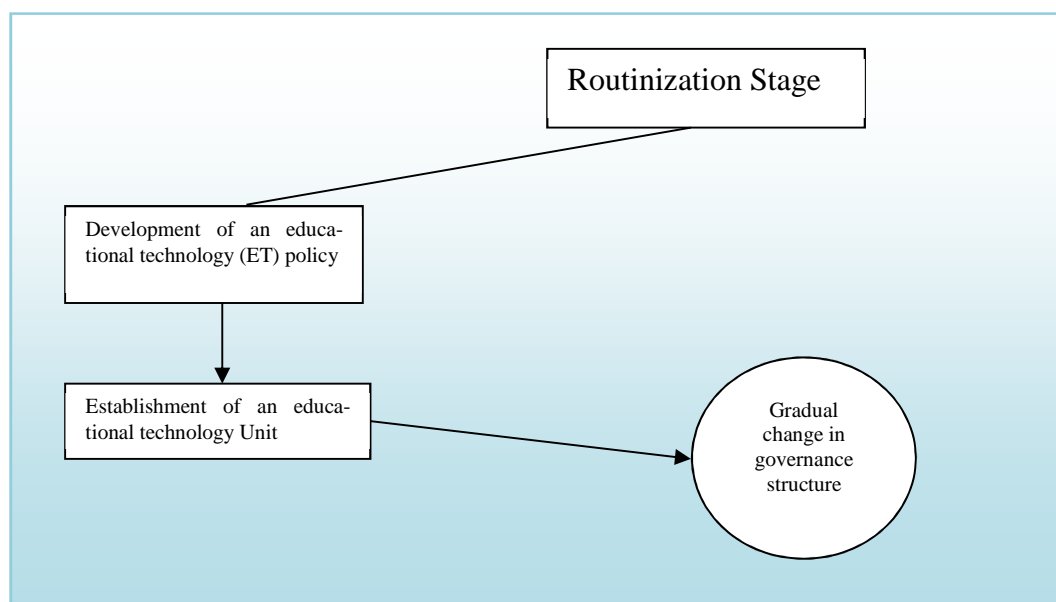 Routinization Stage
Development of an educa-
tional technology (ET) policy
Establishment of an educa-
tional technology Unit
Gradual
change in
governance
structure